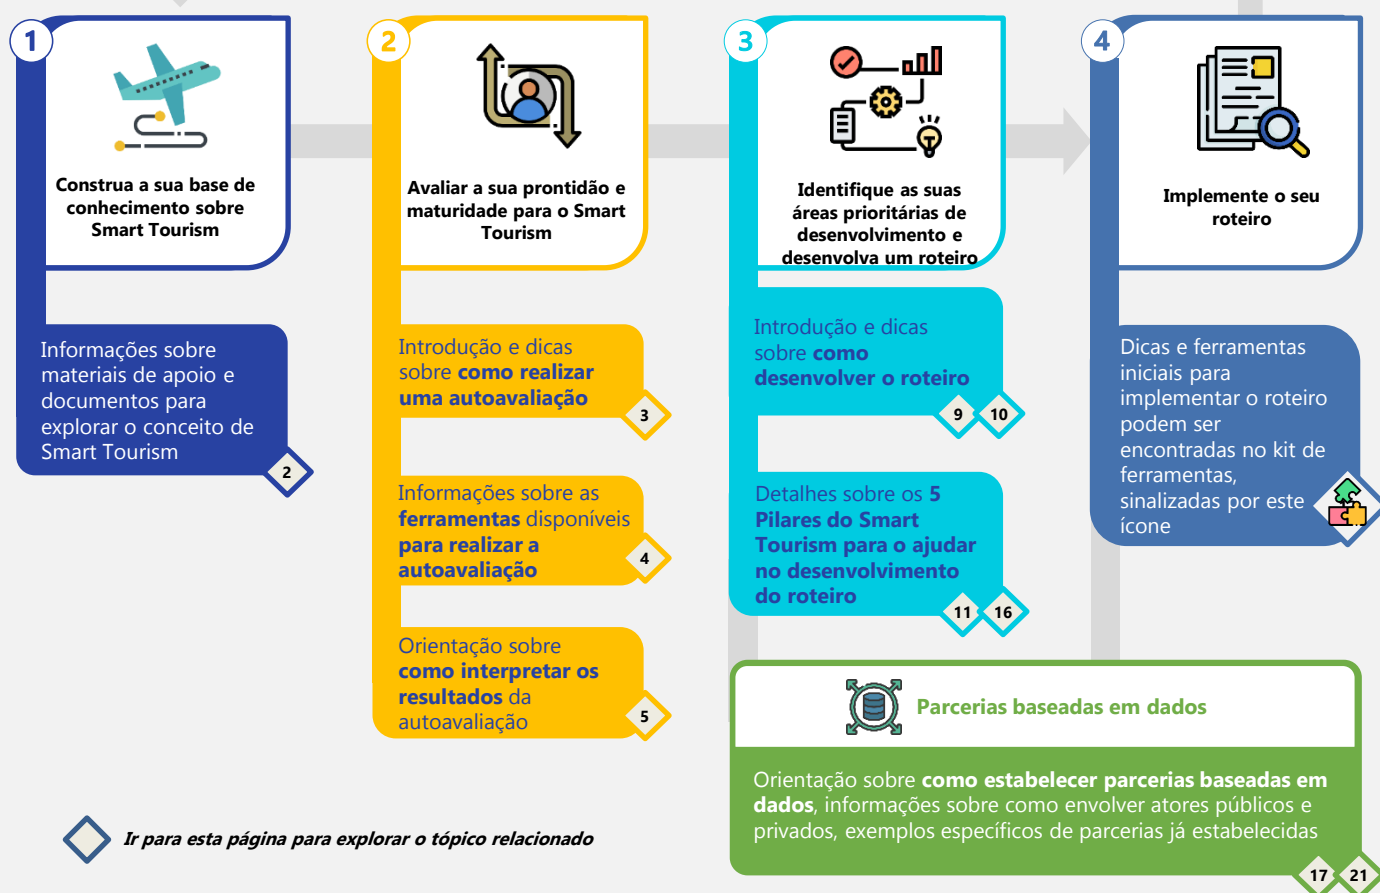 1
Construa a sua base de
conhecimento sobre
Smart Tourism
Informações sobre
materiais de apoio e
documentos para
explorar o conceito de
Smart Tourism
2
2
Avaliar a sua prontidão e
maturidade para o Smart
Tourism
Introdução e dicas
sobre como realizar
uma autoavaliação
3
Informações sobre as
ferramentas disponíveis
para realizar a
autoavaliação
4
Orientação sobre
como interpretar os
resultados da
autoavaliação
5
3
Identifique as suas
áreas prioritárias de
desenvolvimento e
desenvolva um roteiro
Introdução e dicas
sobre como
desenvolver o roteiro
9 10
Detalhes sobre os 5
Pilares do Smart
Tourism para o ajudar
no desenvolvimento
do roteiro
11 16
4
Implemente o seu
roteiro
Dicas e ferramentas
iniciais para
implementar o roteiro
podem ser
encontradas no kit de
ferramentas,
sinalizadas por este
ícone
Parcerias baseadas em dados
Orientação sobre como estabelecer parcerias baseadas em
dados, informações sobre como envolver atores públicos e
privados, exemplos específicos de parcerias já estabelecidas
17 21
Ir para esta página para explorar o tópico relacionado